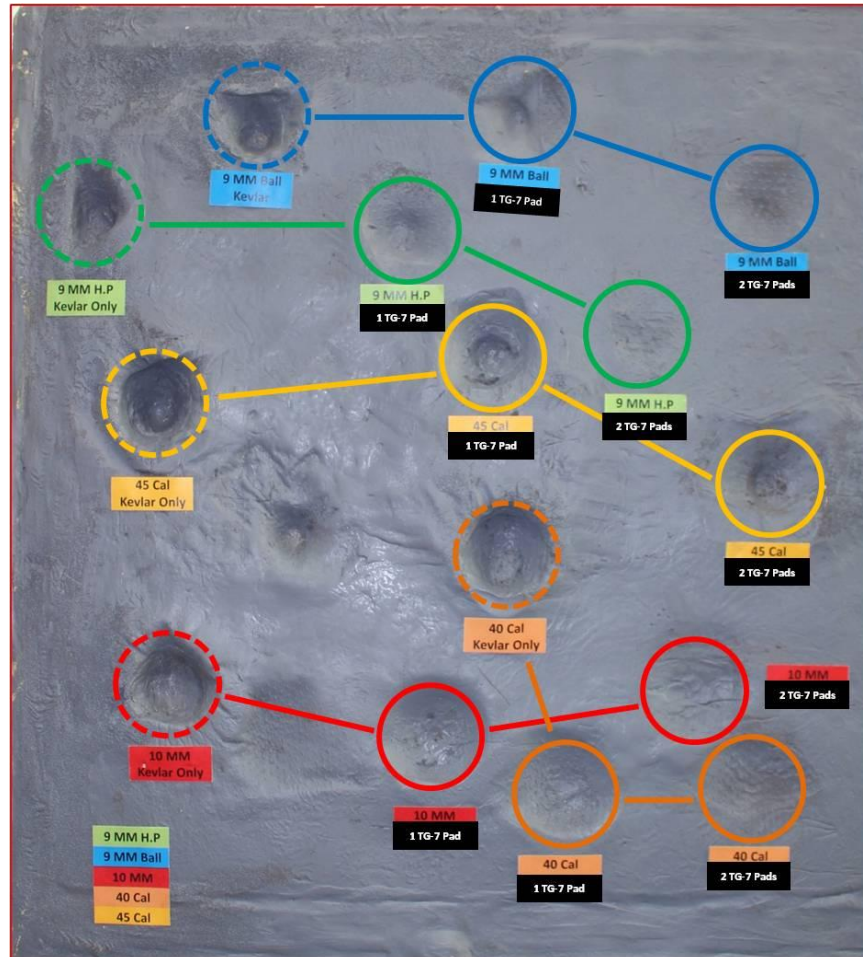 9 MM Ball
Kevlar
9 MM Ball
1 TG-7 Pad
9 MM Ball
2 TG-7 Pads
9 MM H.P
Kevlar Only
9 MM H.P
1 TG-7 Pad
9 MM H.P
2 TG-7 Pads
45 Cal
Kevlar Only
45 Cal
1 TG-7 Pad
45 Cal
2 TG-7 Pads
40 Cal
Kevlar Only
10 MM
Kevlar Only
10 MM
2 TG-7 Pads
10 MM
1 TG-7 Pad
40 Cal
1 TG-7 Pad
40 Cal
2 TG-7 Pads
9 MM H.P
9 MM Ball
10 MM
40 Cal
45 Cal